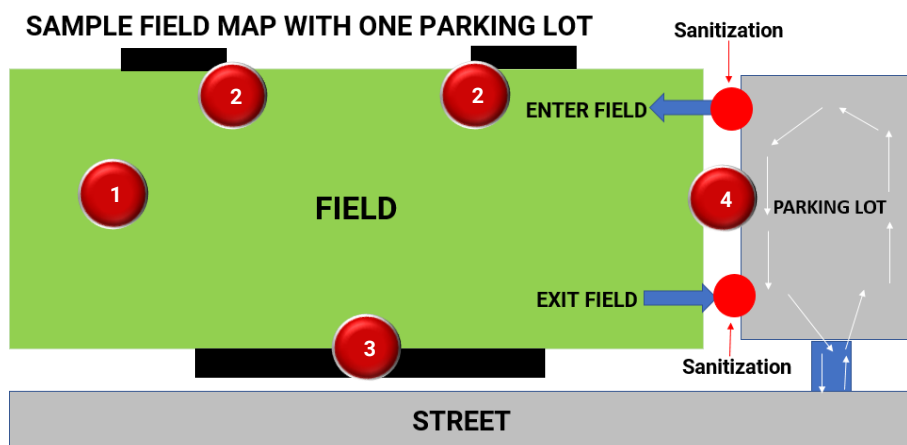 SAMPLE FIELD MAP WITH ONE PARKING LOT
Sanitization
2
2
ENTER FIELD
1
FIELD
4
PARKING LOT
EXIT FIELD
3
Sanitization
STREET